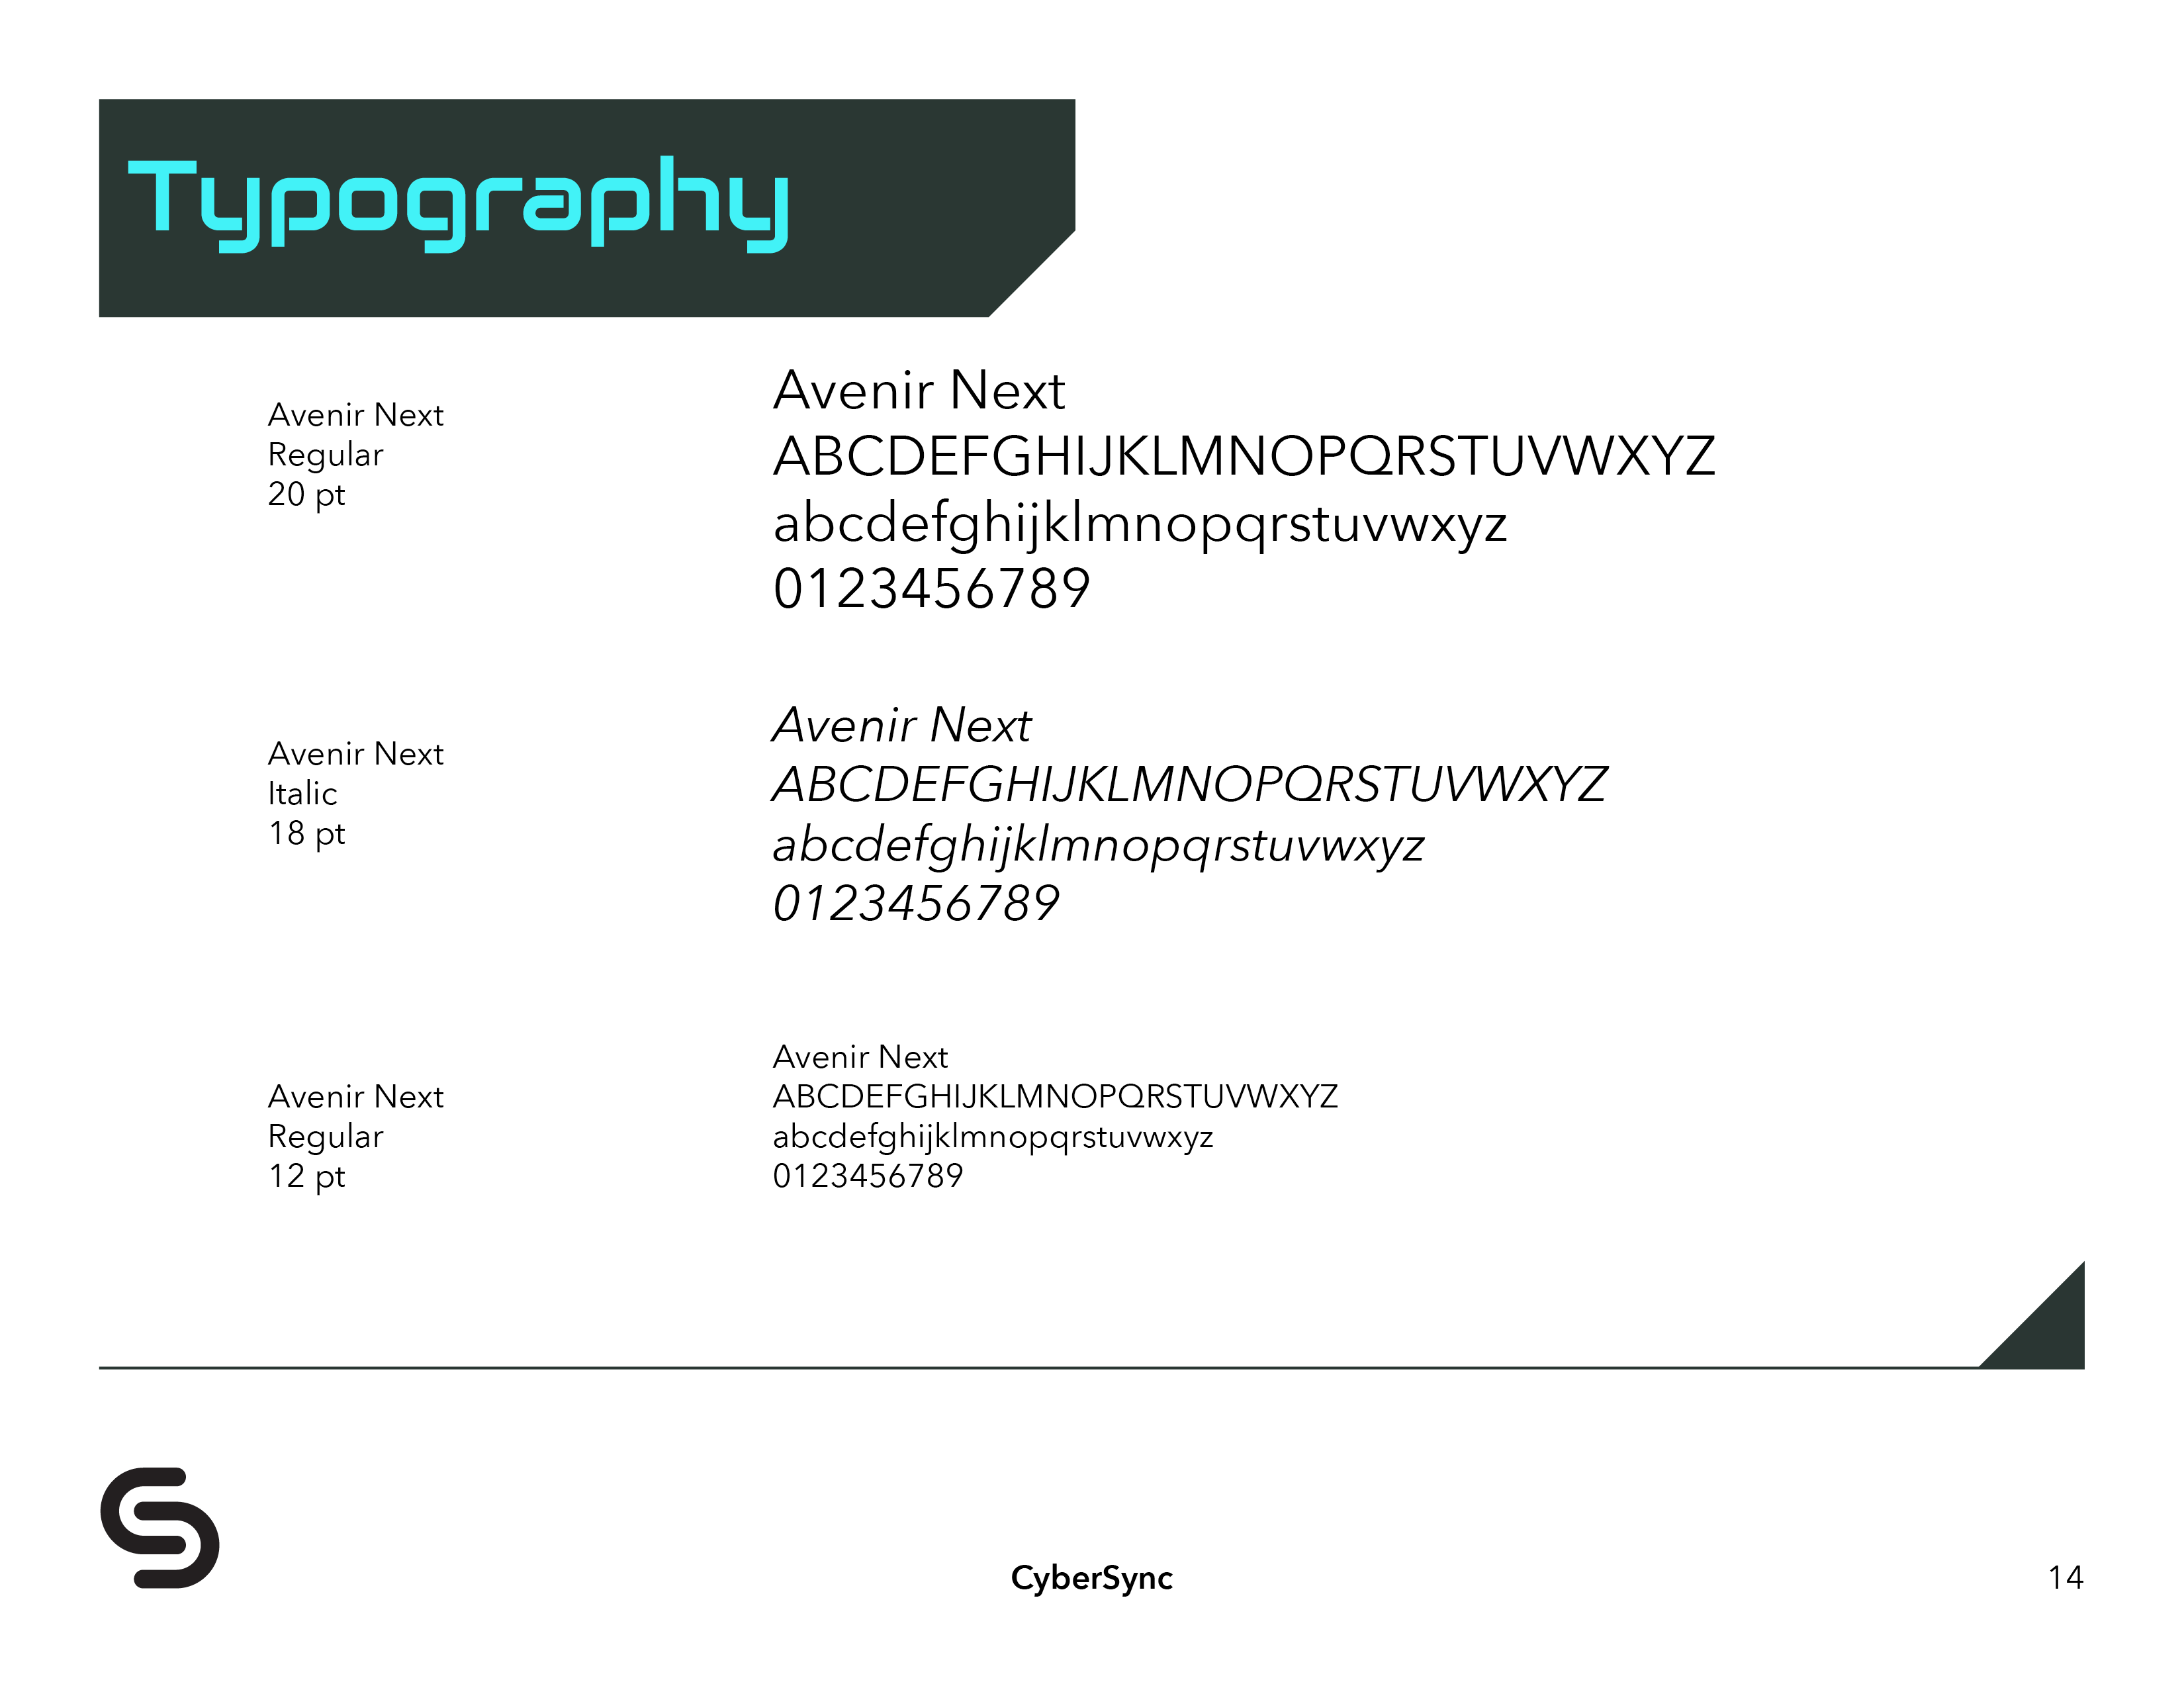 Typography
Avenir Next
Regular
20 pt
Avenir Next
ABCDEFGHIJKLMNOPQRSTUVWXYZ
abcdefghijklmnopqrstuvwxyz
0123456789
Avenir Next
Italic
18 pt
Avenir Next
ABCDEFGHIJKLMNOPQRSTUVWXYZ
abcdefghijklmnopqrstuvwxyz
0123456789
Avenir Next
Regular
12 pt
Avenir Next
ABCDEFGHIJKLMNOPQRSTUVWXYZ
abcdefghijklmnopqrstuvwxyz
0123456789
CyberSync
14